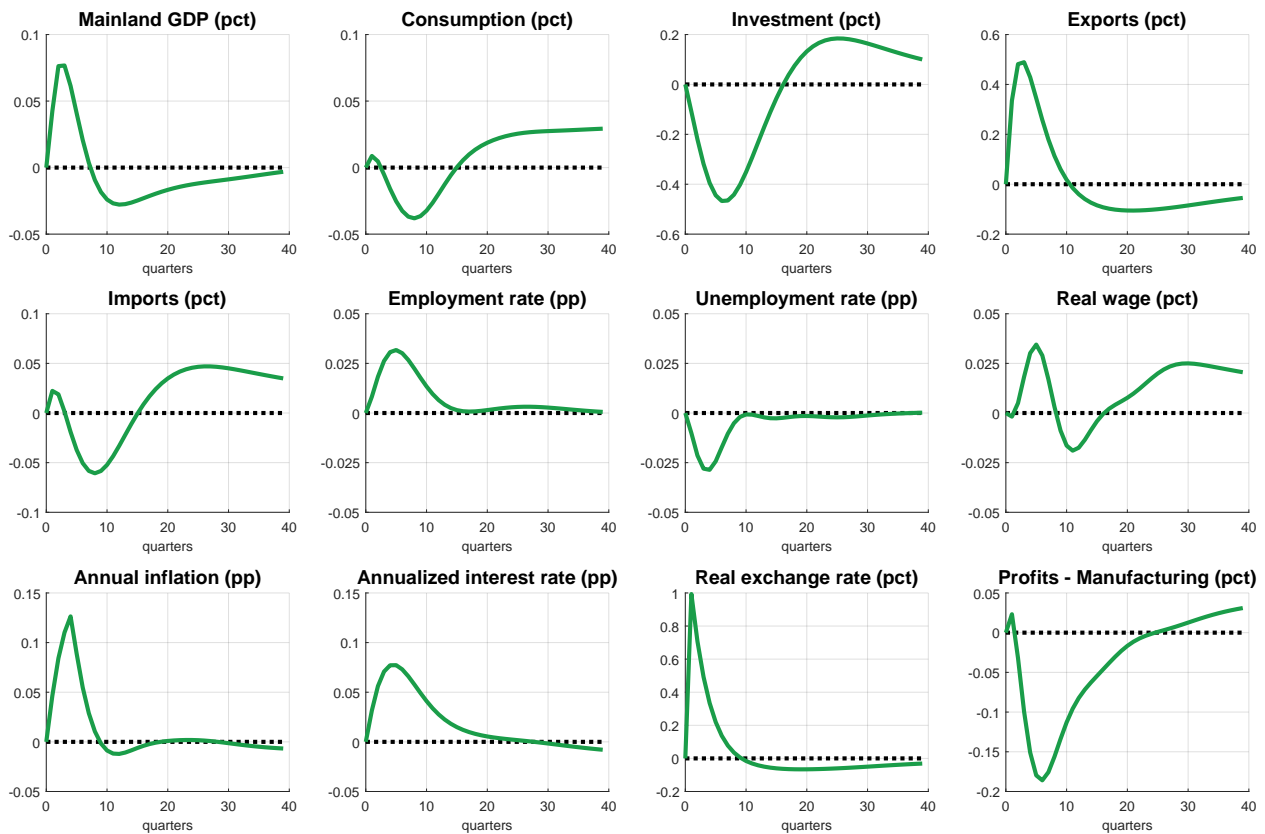 Mainland GDP (pct)
0.1
0.05
0
-0.05
0 10 20 30 40
quarters
Consumption (pct)
0.1
0.05
0
-0.05
0 10 20 30 40
quarters
Investment (pct)
0.2
0
-0.2
-0.4
-0.6
0 10 20 30 40
quarters
Exports (pct)
0.6
0.4
0.2
0
-0.2
0 10 20 30 40
quarters
Imports (pct)
0.1
0.05
0
-0.05
-0.1
0 10 20 30 40
quarters
Employment rate (pp)
0.05
0.025
0
-0.025
-0.05
0 10 20 30 40
quarters
Unemployment rate (pp)
0.05
0.025
0
-0.025
-0.05
0 10 20 30 40
quarters
Real wage (pct)
0.05
0.025
0
-0.025
-0.05
0 10 20 30 40
quarters
Annual inflation (pp)
0.15
0.1
0.05
0
-0.05
0 10 20 30 40
quarters
Annualized interest rate (pp)
0.15
0.1
0.05
0
-0.05
0 10 20 30 40
quarters
Real exchange rate (pct)
1
0.8
0.6
0.4
0.2
0
-0.2
0 10 20 30 40
quarters
Profits - Manufacturing (pct)
0.05
0
-0.05
-0.1
-0.15
-0.2
0 10 20 30 40
quarters